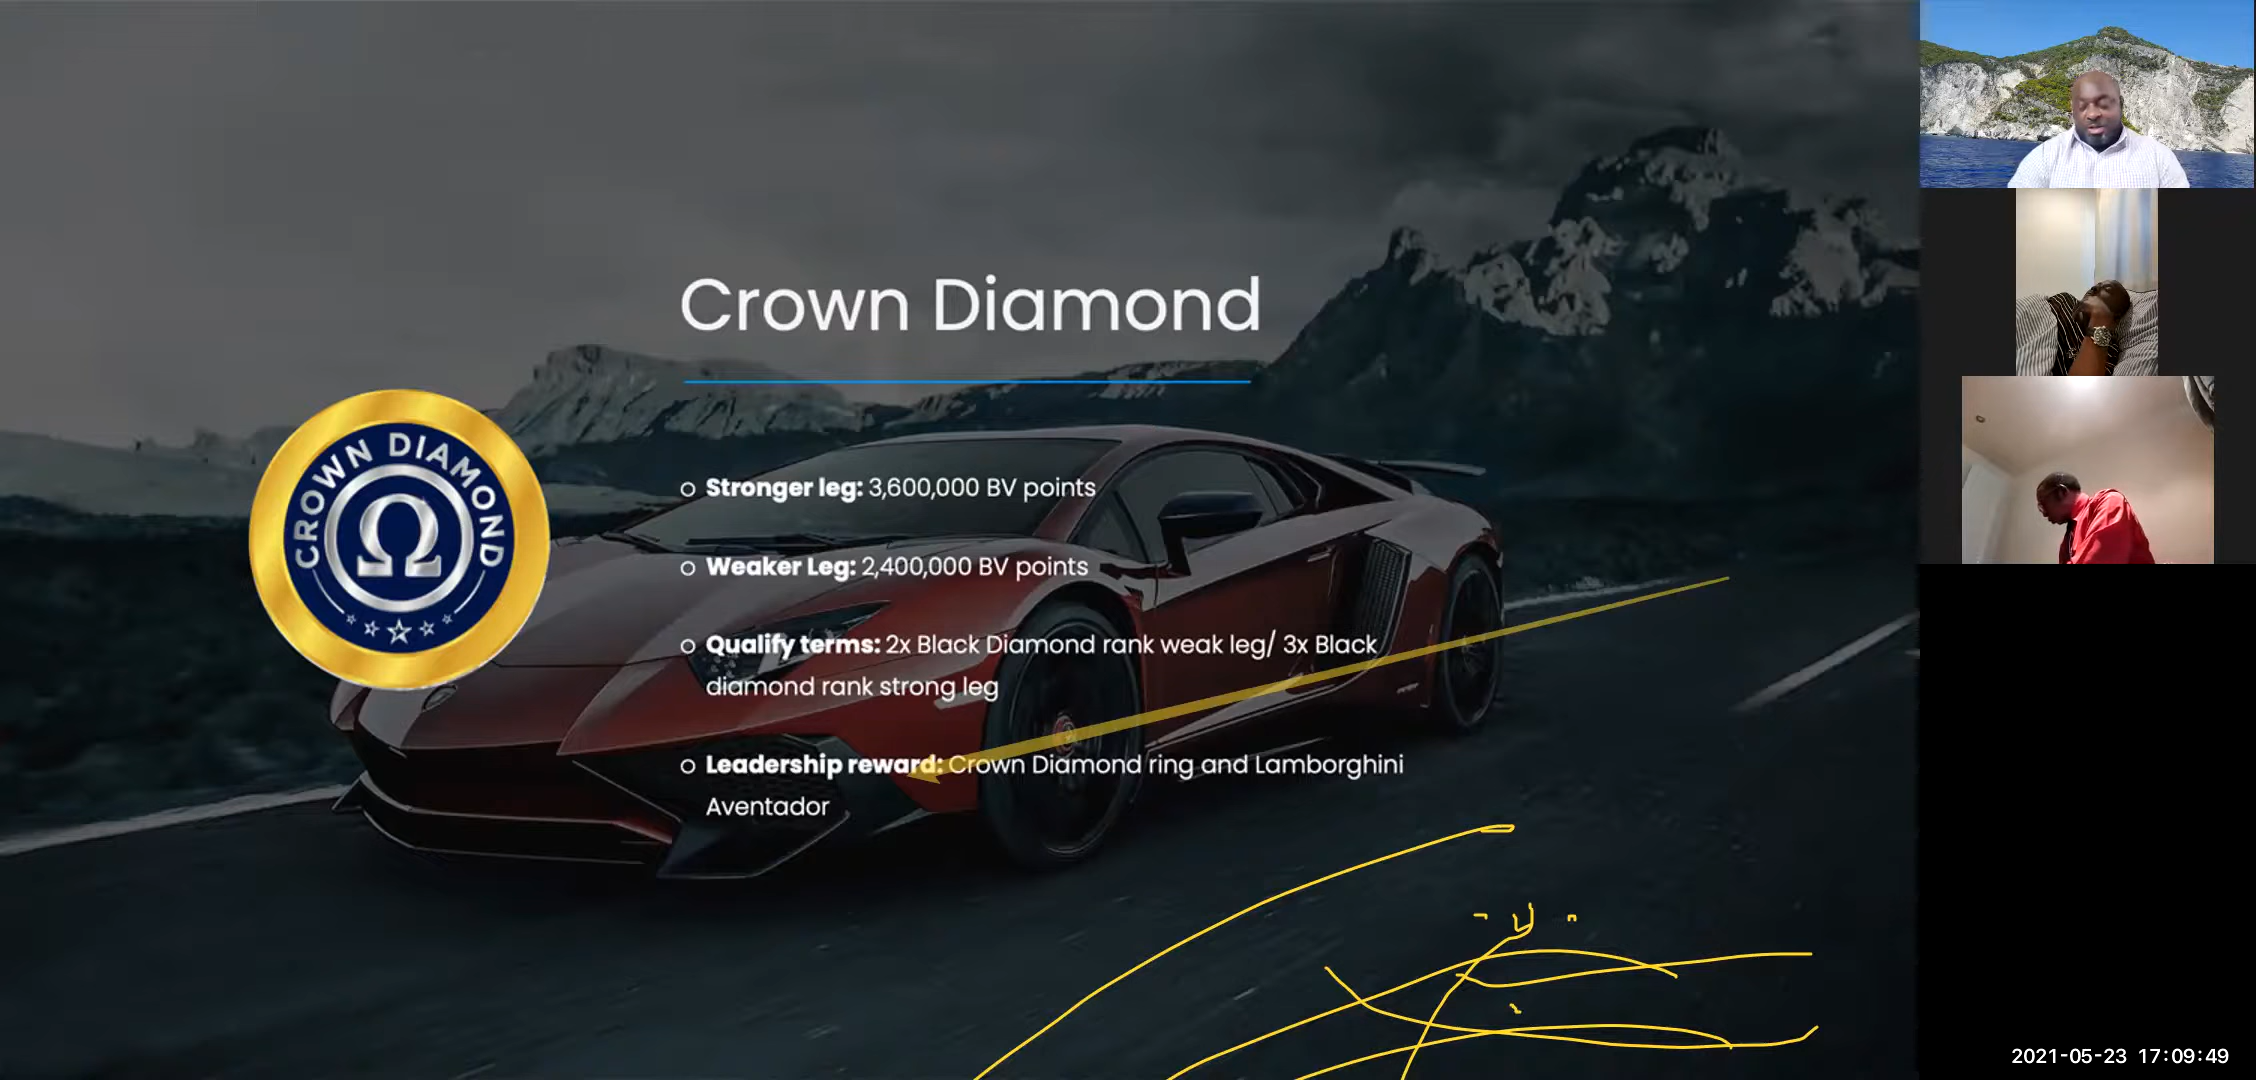 Crown Diamond
CROWN DIAMOND
Ω
○ Stronger leg: 3,600,000 BV points
○ Weaker Leg: 2,400,000 BV points
○ Qualify terms: 2x Black Diamond rank weak leg/ 3x Black
diamond rank strong leg
○ Leadership reward: Crown Diamond ring and Lamborghini
Aventador
2021-05-23 17:09:49